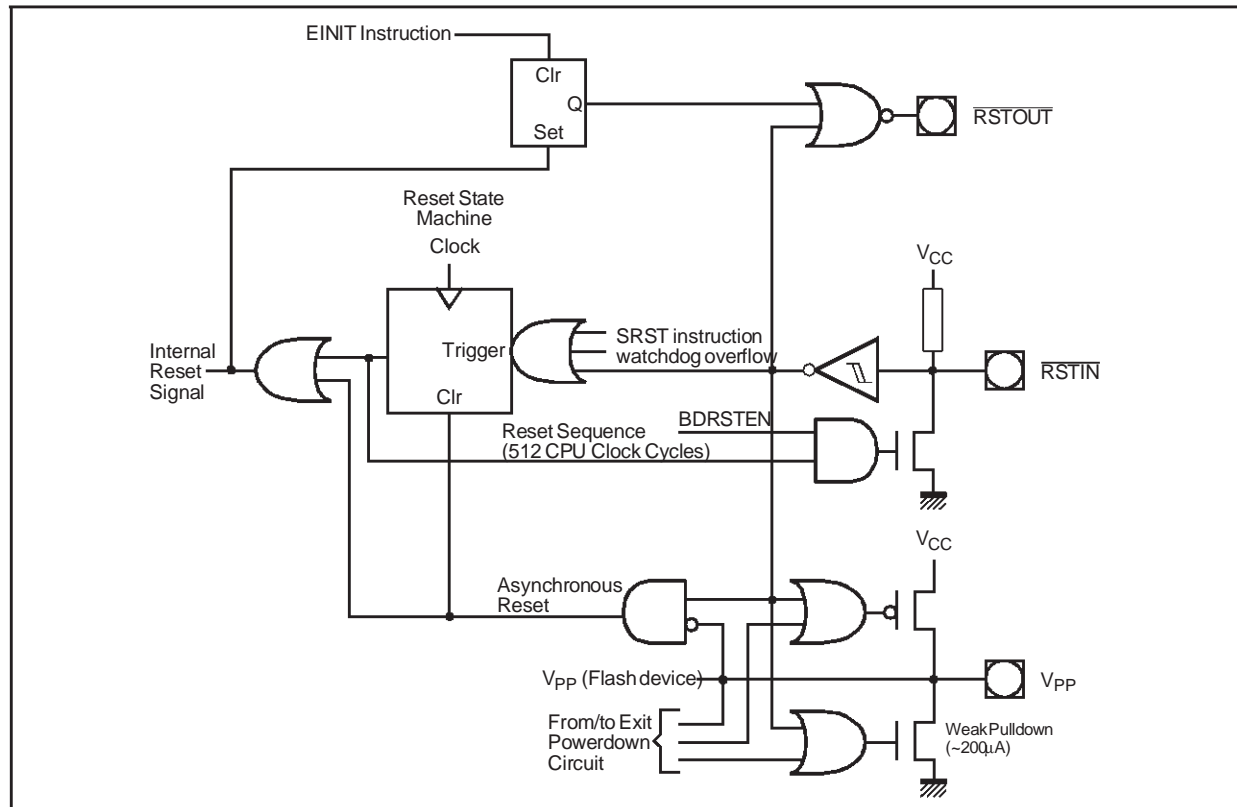 EINIT Instruction
Clr
Q
Set
RSTOUT
Reset State
Machine
Clock
VCC
Trigger
SRST instruction
watchdog overflow
Internal
Reset
Signal
Clr
RSTIN
BDRSTEN
Reset Sequence
(512 CPU Clock Cycles)
VCC
Asynchronous
Reset
VPP (Flash device)
VPP
From/to Exit
Powerdown
Circuit
Weak Pulldown
(~200µA)